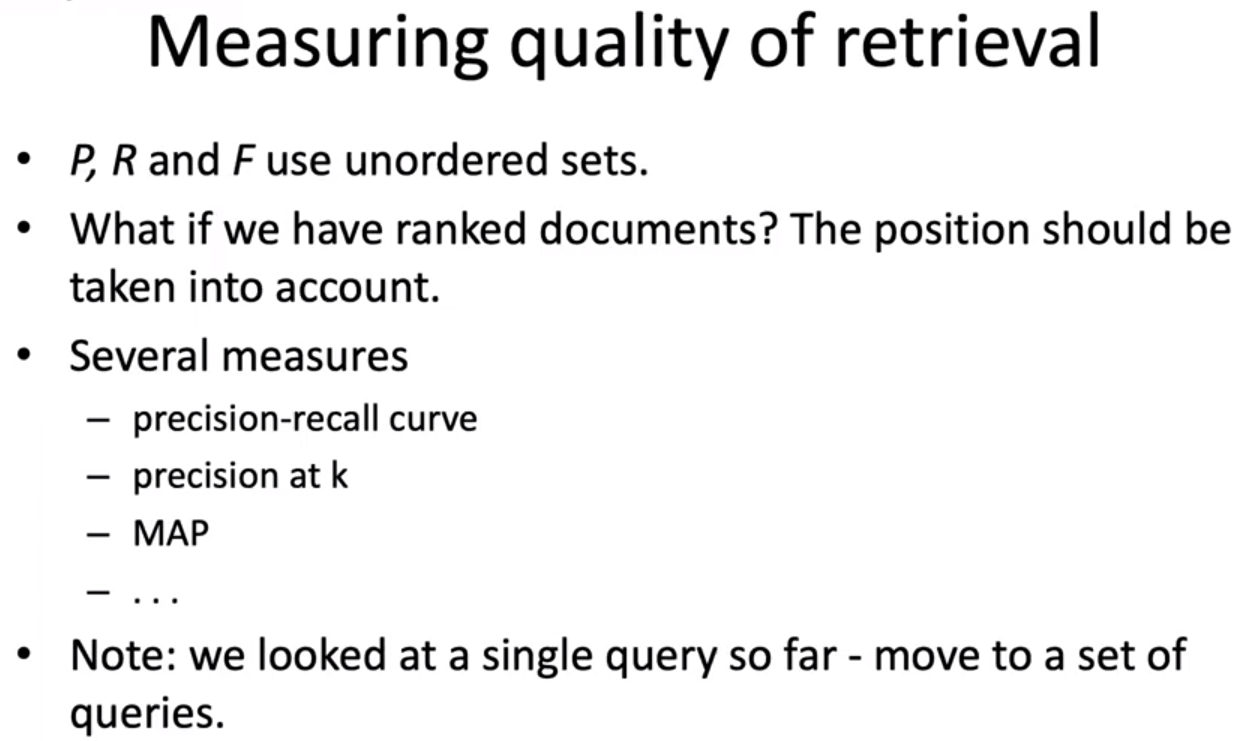 Measuring quality of retrieval
• P, R and F use unordered sets.
• What if we have ranked documents? The position should be
taken into account.
• Several measures
– precision-recall curve
– precision at k
– MAP
– . . .
• Note: we looked at a single query so far - move to a set of
queries.